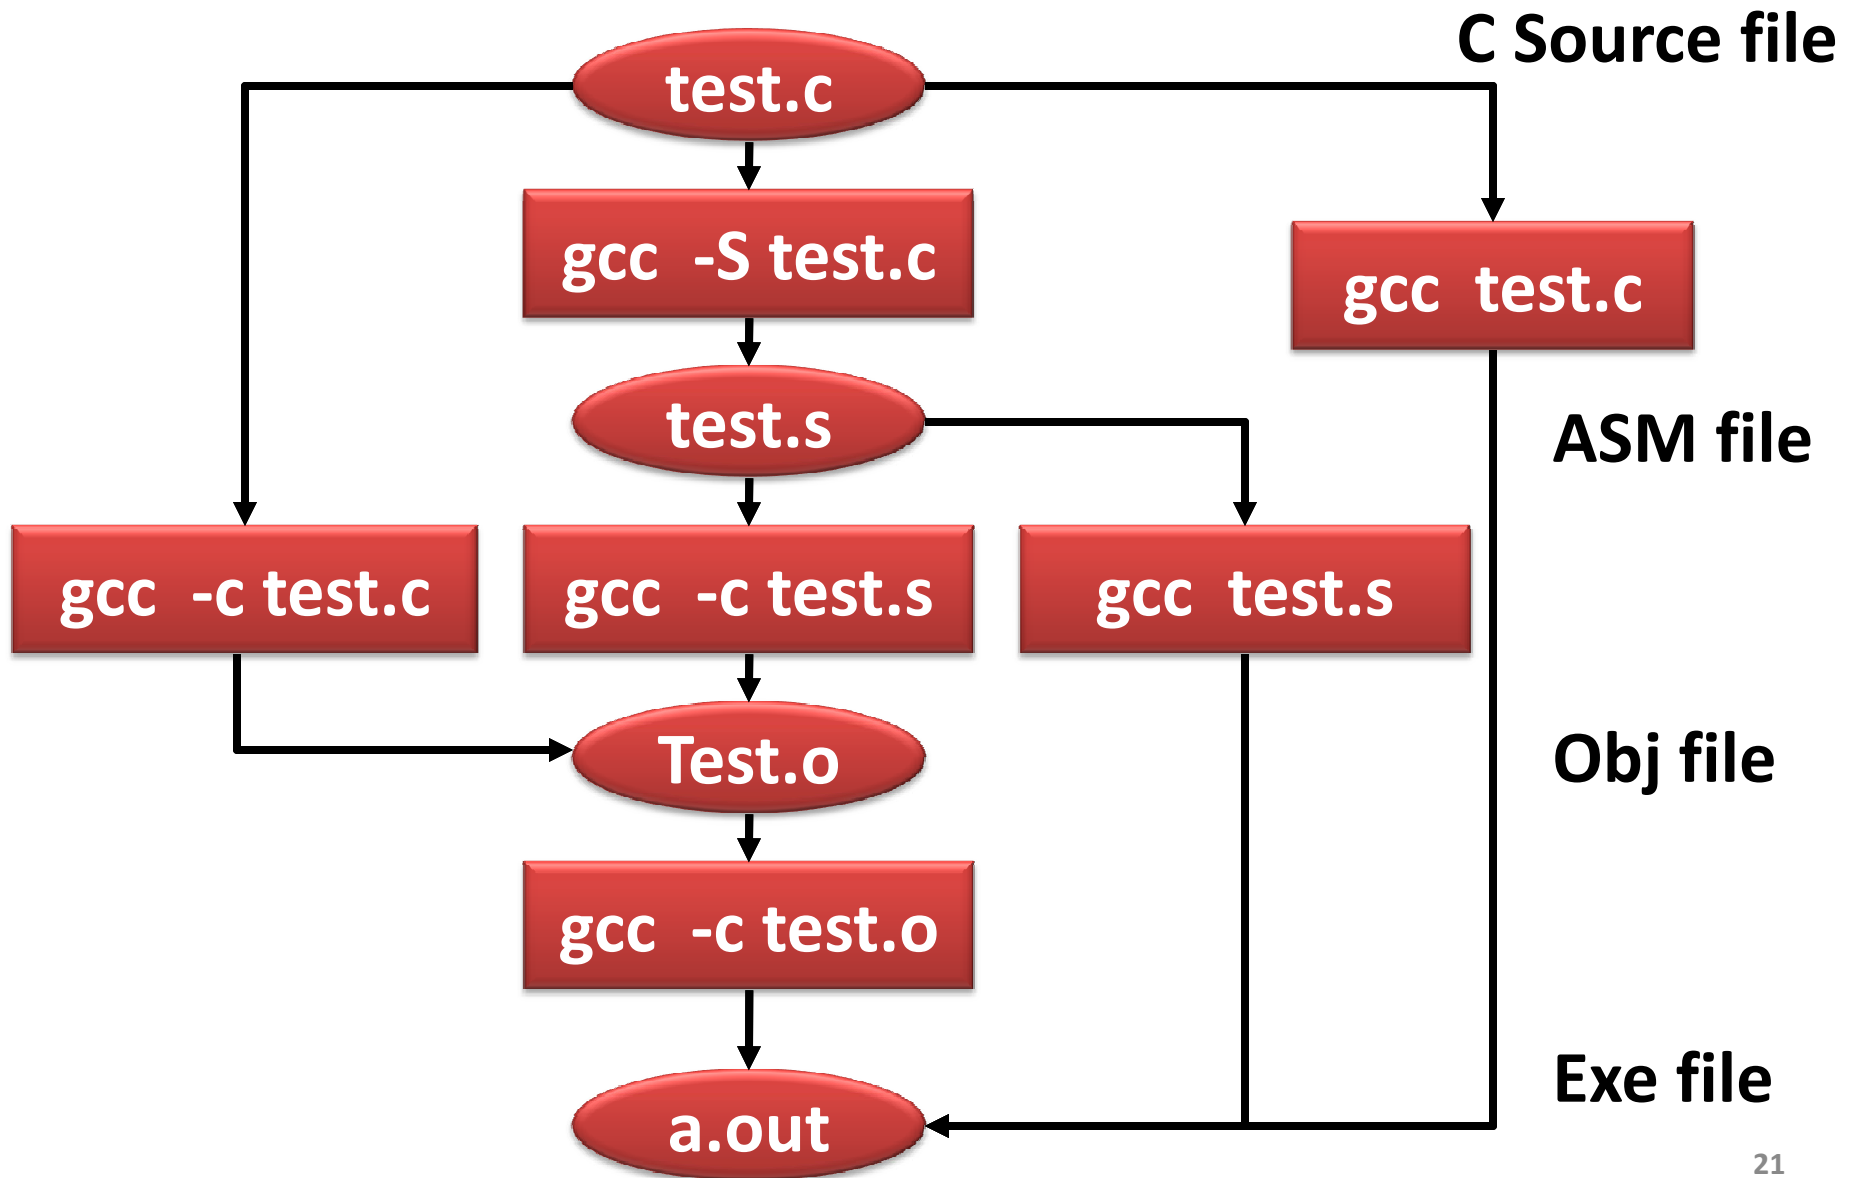 C Source file
test.c
gcc -S test.c
gcc test.c
test.s
ASM file
gcc -c test.c
gcc -c test.s
gcc test.s
Test.o
Obj file
gcc -c test.o
Exe file
a.out
21